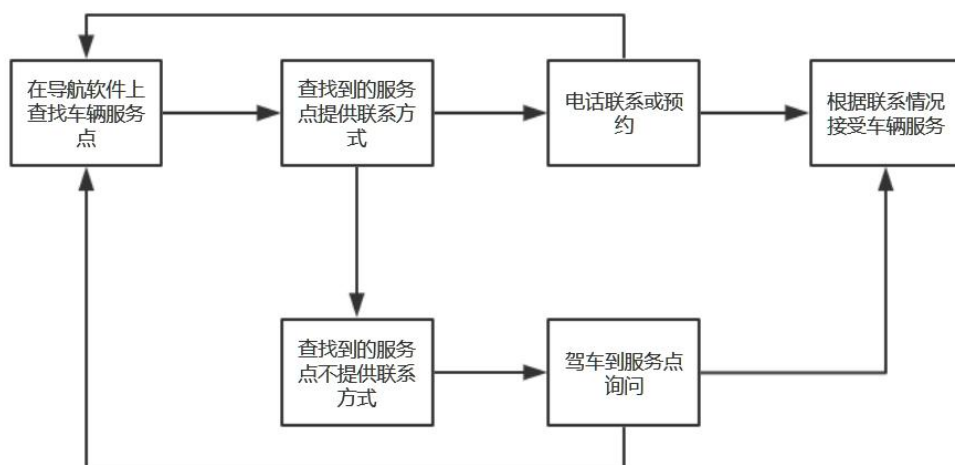 在导航软件上
查找车辆服务
点
查找到的服务
点提供联系方
式
电话联系或预
约
根据联系情况
接受车辆服务
查找到的服务
点不提供联系
方式
驾车到服务点
询问